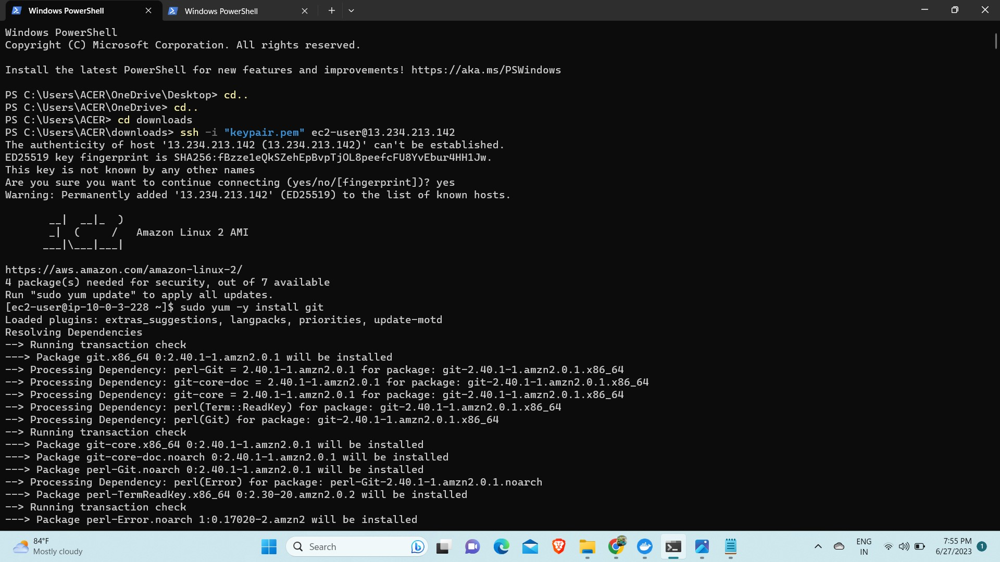 Windows PowerShell
Windows PowerShell
Windows PowerShell
Copyright (C) Microsoft Corporation. All rights reserved.
Install the latest PowerShell for new features and improvements! https://aka.ms/PSWindows
PS C:\Users\ACER\OneDrive\Desktop> cd..
PS C:\Users\ACER\OneDrive> cd..
PS C:\Users\ACER> cd downloads
PS C:\Users\ACER\downloads> ssh -i "keypair.pem" ec2-user@13.234.213.142
The authenticity of host '13.234.213.142 (13.234.213.142)' can't be established.
ED25519 key fingerprint is SHA256:fBzze1eQkSZehEpBvpTjOL8peefcFU8YvEbur4HH1Jw.
This key is not known by any other names
Are you sure you want to continue connecting (yes/no/[fingerprint])? yes
Warning: Permanently added '13.234.213.142' (ED25519) to the list of known hosts.
       __|  __|_  )
       _|  (     /   Amazon Linux 2 AMI
      ___|\___|___|
https://aws.amazon.com/amazon-linux-2/
4 package(s) needed for security, out of 7 available
Run "sudo yum update" to apply all updates.
[ec2-user@ip-10-0-3-228 ~]$ sudo yum -y install git
Loaded plugins: extras_suggestions, langpacks, priorities, update-motd
Resolving Dependencies
--> Running transaction check
---> Package git.x86_64 0:2.40.1-1.amzn2.0.1 will be installed
--> Processing Dependency: perl-Git = 2.40.1-1.amzn2.0.1 for package: git-2.40.1-1.amzn2.0.1.x86_64
--> Processing Dependency: git-core-doc = 2.40.1-1.amzn2.0.1 for package: git-2.40.1-1.amzn2.0.1.x86_64
--> Processing Dependency: git-core = 2.40.1-1.amzn2.0.1 for package: git-2.40.1-1.amzn2.0.1.x86_64
--> Processing Dependency: perl(Term::ReadKey) for package: git-2.40.1-1.amzn2.0.1.x86_64
--> Processing Dependency: perl(Git) for package: git-2.40.1-1.amzn2.0.1.x86_64
--> Running transaction check
---> Package git-core.x86_64 0:2.40.1-1.amzn2.0.1 will be installed
---> Package git-core-doc.noarch 0:2.40.1-1.amzn2.0.1 will be installed
---> Package perl-Git.noarch 0:2.40.1-1.amzn2.0.1 will be installed
--> Processing Dependency: perl(Error) for package: perl-Git-2.40.1-1.amzn2.0.1.noarch
---> Package perl-TermReadKey.x86_64 0:2.30-20.amzn2.0.2 will be installed
--> Running transaction check
---> Package perl-Error.noarch 1:0.17020-2.amzn2 will be installed
84°F
Mostly cloudy
Search
ENG
IN
7:55 PM
6/27/2023
1